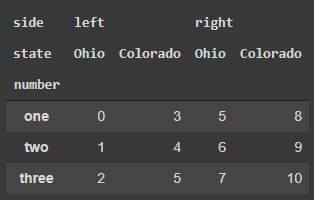 side left right
state Ohio Colorado Ohio Colorado
number
one 0 3 5 8
two 1 4 6 9
three 2 5 7 10